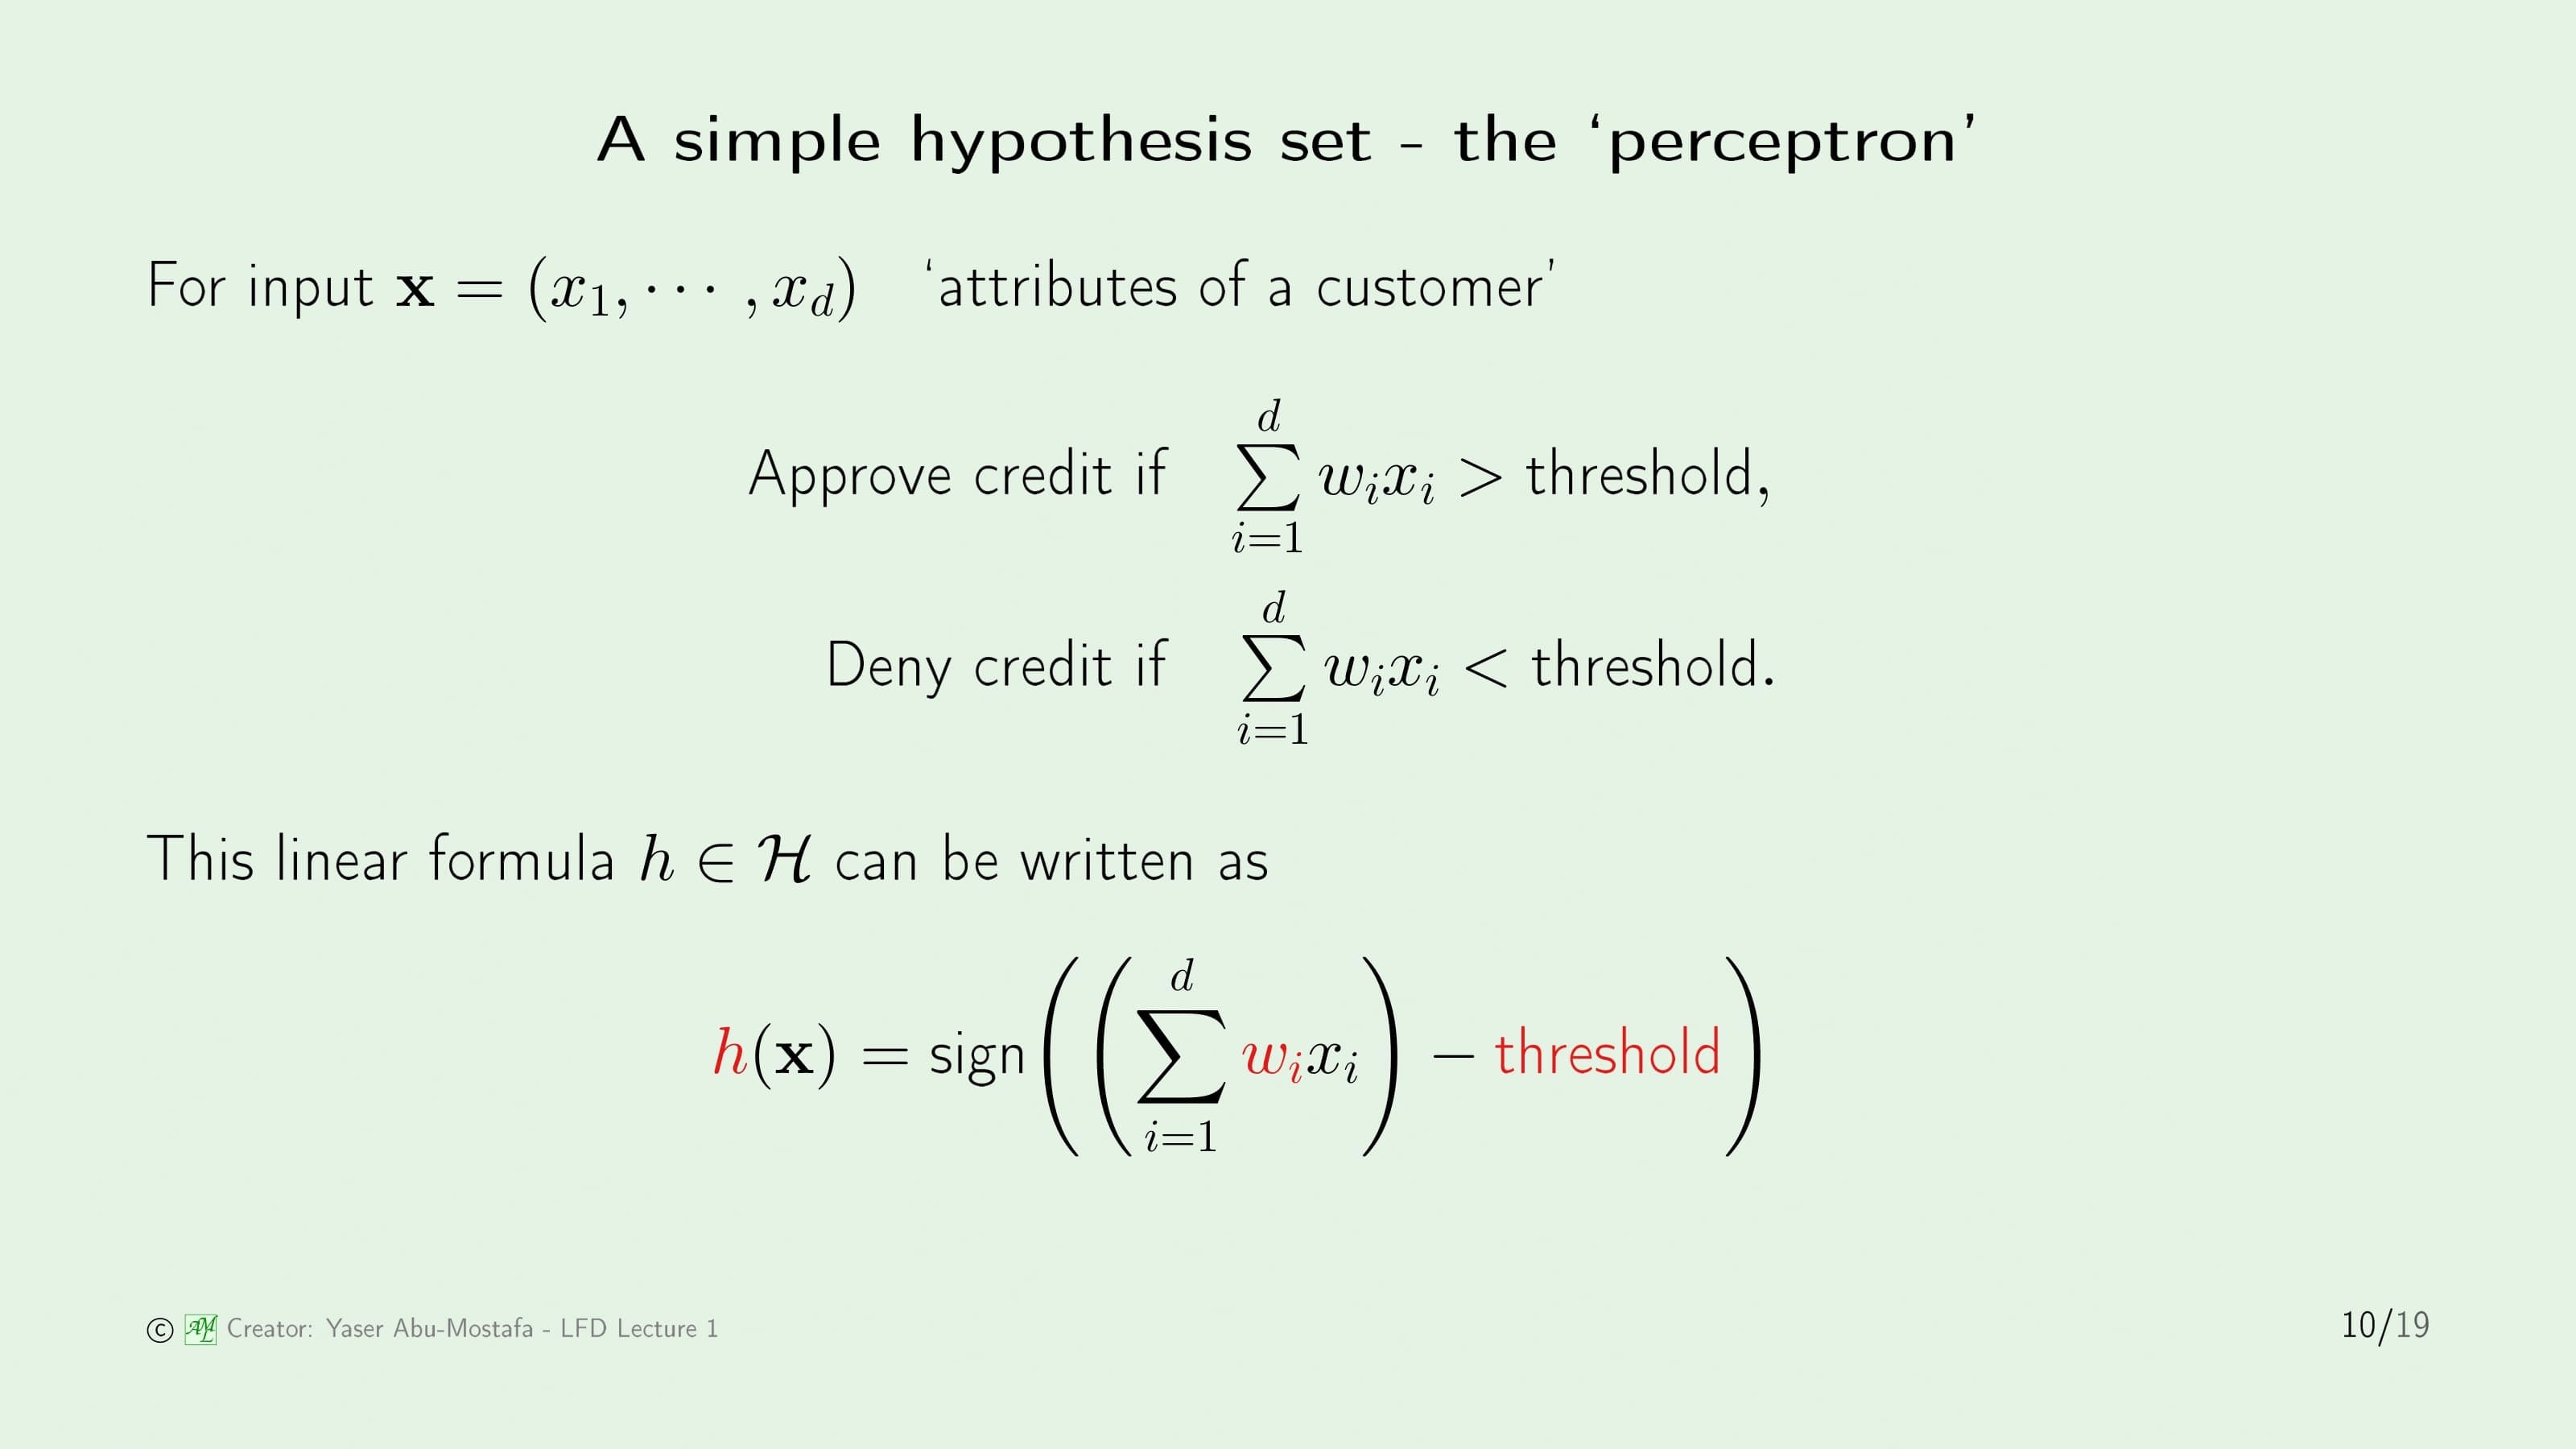 A simple hypothesis set - the ‘perceptron’
For input $\mathbf{x} = (x_1, \cdots, x_d)$ ‘attributes of a customer’
Approve credit if $\sum_{i=1}^{d} w_i x_i >$ threshold,
Deny credit if $\sum_{i=1}^{d} w_i x_i <$ threshold.
This linear formula $h \in \mathcal{H}$ can be written as
$h(\mathbf{x}) = \text{sign}\left(\left(\sum_{i=1}^{d} w_i x_i\right) - \text{threshold}\right)$
© AML Creator: Yaser Abu-Mostafa - LFD Lecture 1
10/19